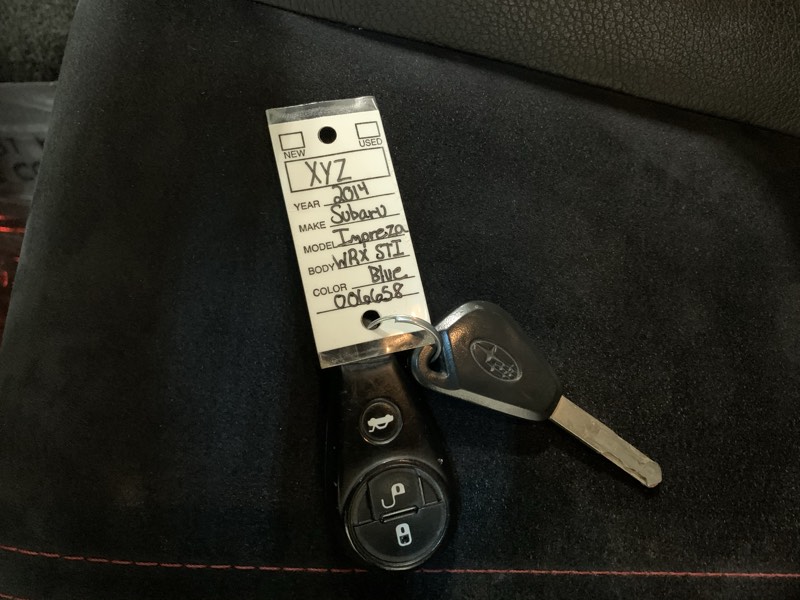 NEW USED
XYZ
YEAR 2014
MAKE Subaru
MODEL Impreza
BODY WRX STI
COLOR Blue
006658